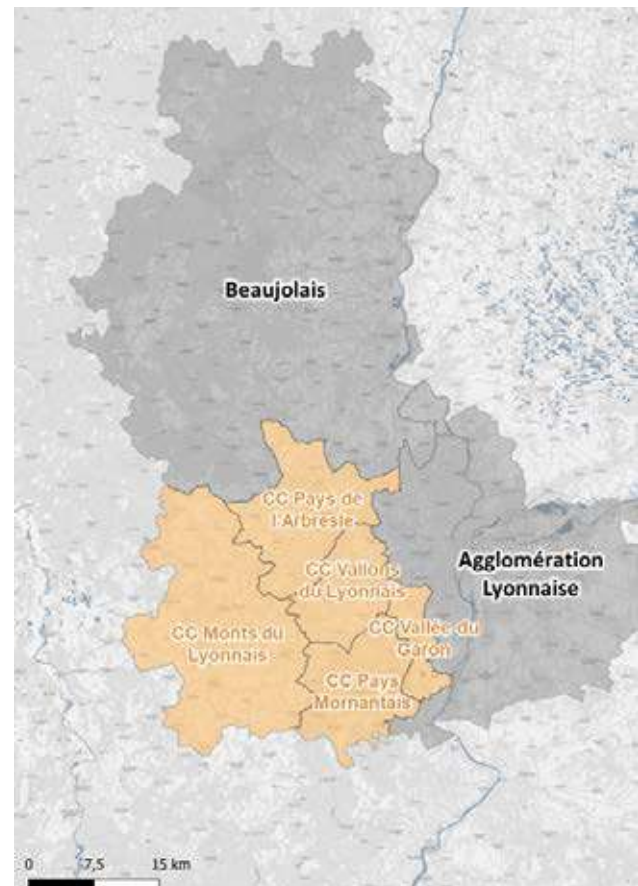 Beaujolais
CC Pays de
l'Arbresle
CC Vallons
du Lyonnais
Agglomération
Lyonnaise
CC Vallée du
Garon
CC Monts du
Lyonnais
CC Pays
Mornantais
0 7,5 15 km